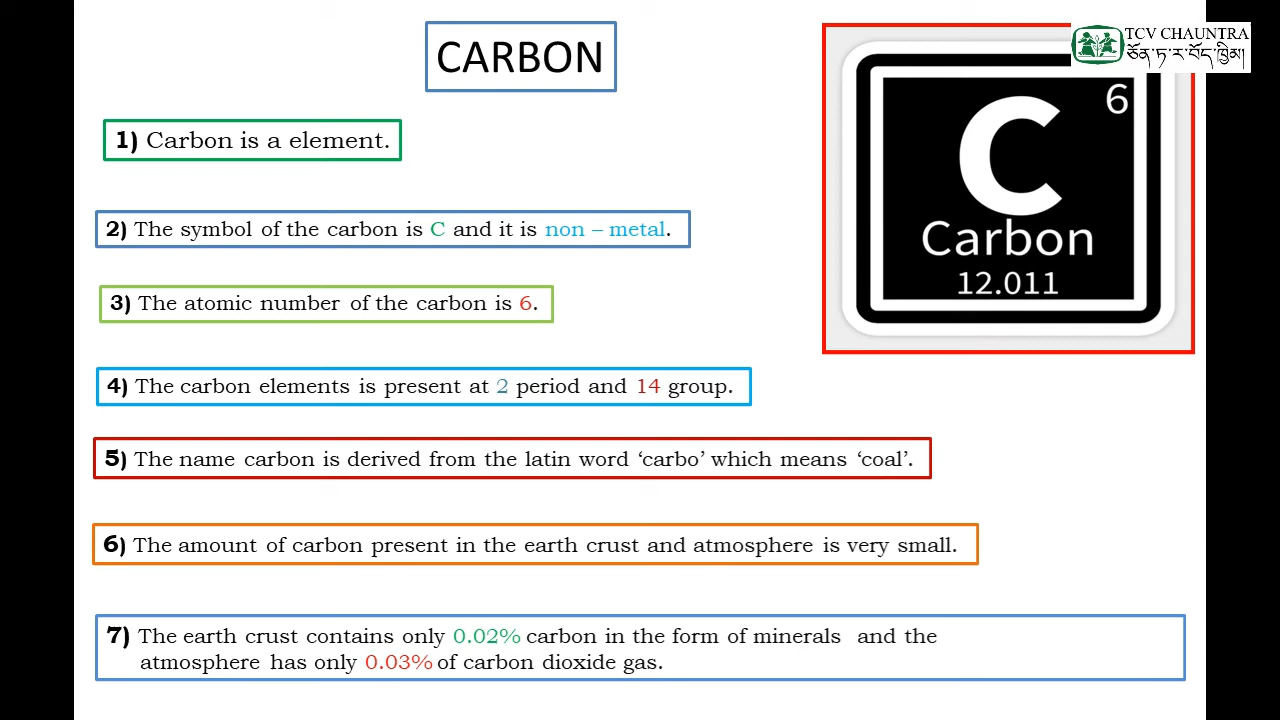 CARBON
TCV CHAUNTRA
ཅོན་ཏ་ར་བོད་ཁྱིམ།
6
C
Carbon
12.011
1) Carbon is a element.
2) The symbol of the carbon is C and it is non – metal.
3) The atomic number of the carbon is 6.
4) The carbon elements is present at 2 period and 14 group.
5) The name carbon is derived from the latin word ‘carbo’ which means ‘coal’.
6) The amount of carbon present in the earth crust and atmosphere is very small.
7) The earth crust contains only 0.02% carbon in the form of minerals and the
atmosphere has only 0.03% of carbon dioxide gas.